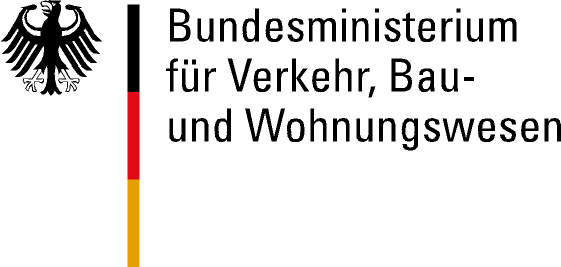 Bundesministerium
für Verkehr, Bau-
und Wohnungswesen